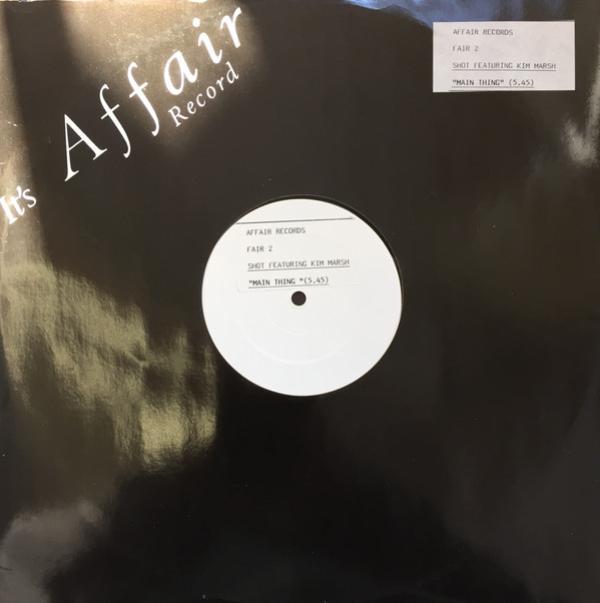 It's
Affair
Record
AFFAIR RECORDS
FAIR 2
SHOT FEATURING KIM MARSH
"MAIN THING" (5.45)
AFFAIR RECORDS
FAIR 2
SHOT FEATURING KIM MARSH
"MAIN THING "(5.45)